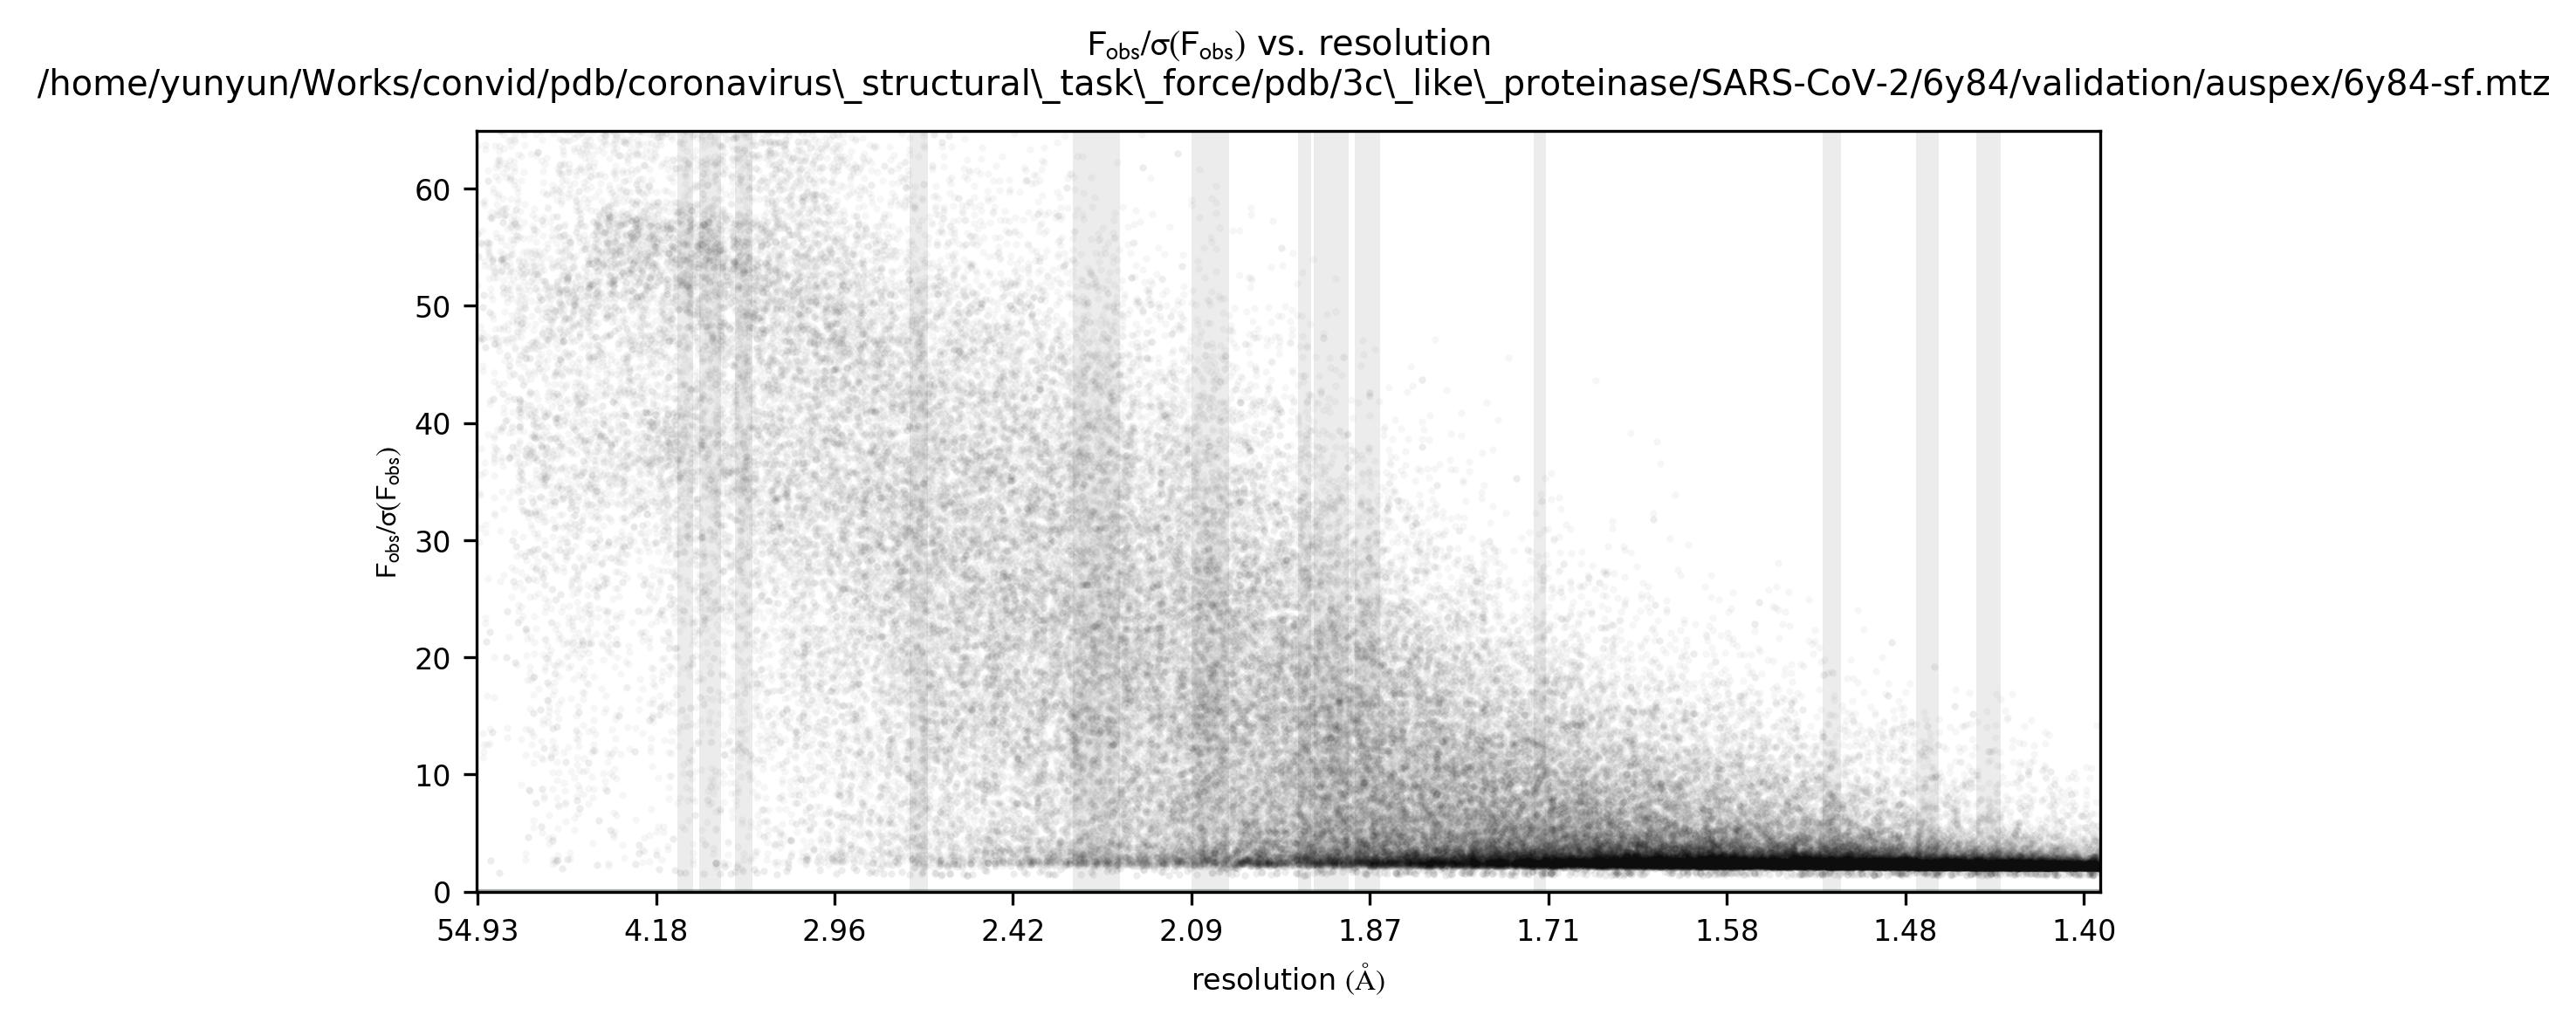 Fobs/σ(Fobs) vs. resolution
/home/yunyun/Works/convid/pdb/coronavirus\_structural\_task\_force/pdb/3c\_like\_proteinase/SARS-CoV-2/6y84/validation/auspex/6y84-sf.mtz
Fobs/σ(Fobs)
60
50
40
30
20
10
0
54.93 4.18 2.96 2.42 2.09 1.87 1.71 1.58 1.48 1.40
resolution (Å)